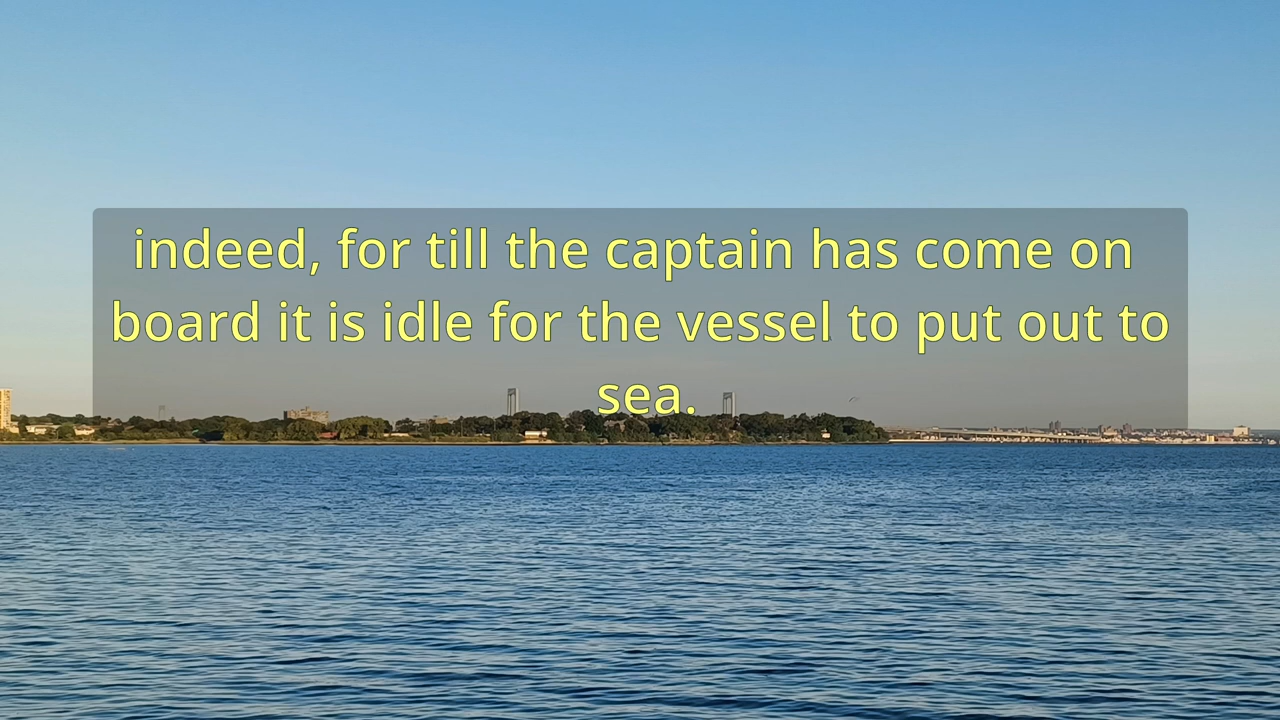 indeed, for till the captain has come on
board it is idle for the vessel to put out to
sea.